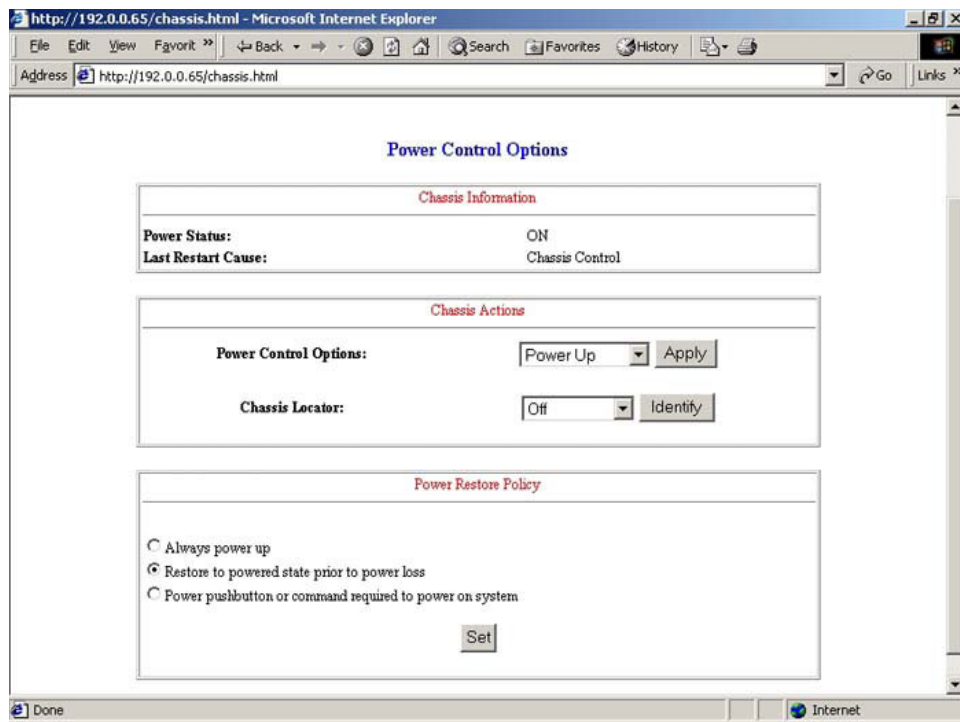 http://192.0.0.65/chassis.html - Microsoft Internet Explorer
File Edit View Favorit » Back Search Favorites History
Address http://192.0.0.65/chassis.html Go Links »
Power Control Options
Chassis Information
Power Status: ON
Last Restart Cause: Chassis Control
Chassis Actions
Power Control Options: Power Up Apply
Chassis Locator: Off Identify
Power Restore Policy
Always power up
Restore to powered state prior to power loss
Power pushbutton or command required to power on system
Set
Done Internet